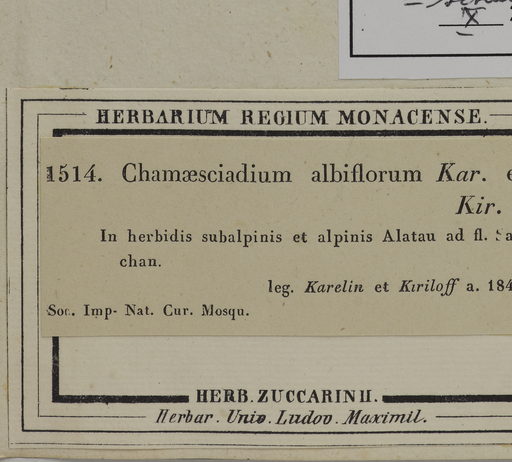 X
HERBARIUM REGIUM MONACENSE.
1514. Chamæsciadium albiflorum Kar.
Kir.
In herbidis subalpinis et alpinis Alatau ad fl.
chan.
leg. Karelin et Kiriloff a. 184
Soc. Imp- Nat. Cur. Mosqu.
HERB. ZUCCARINII.
Herbar. Univ. Ludov. Maximil.